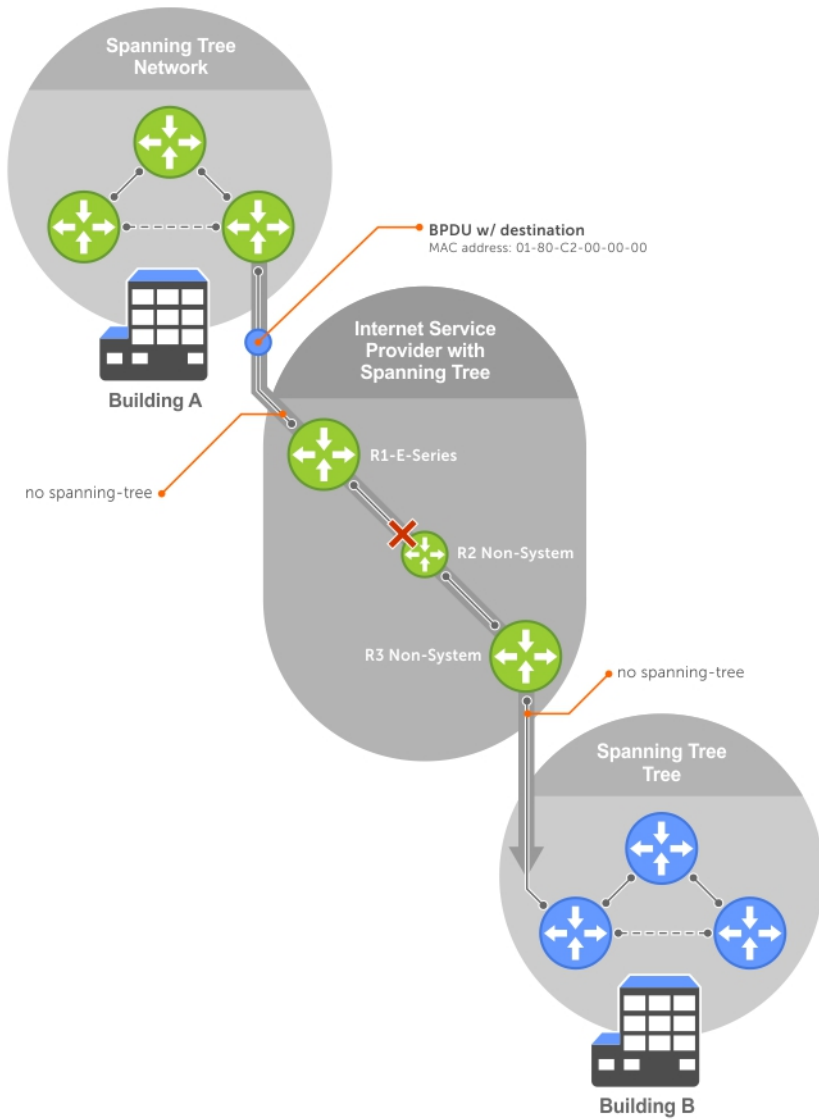 Spanning Tree
Network
BPDU w/ destination
MAC address: 01-80-C2-00-00-00
Internet Service
Provider with
Spanning Tree
Building A
R1-E-Series
no spanning-tree
R2 Non-System
R3 Non-System
no spanning-tree
Spanning Tree
Tree
Building B